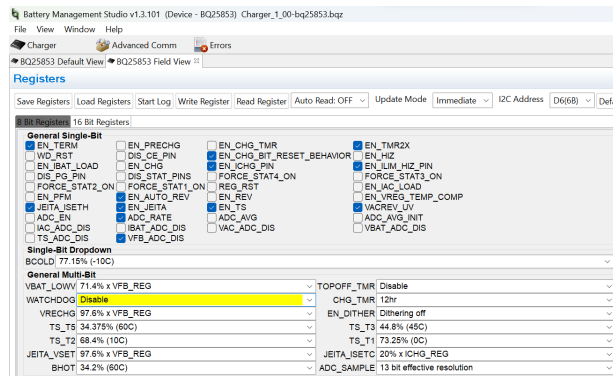 Battery Management Studio v1.3.101 (Device - BQ25853) Charger_1_00-bq25853.bqz
File View Window Help
Charger Advanced Comm Errors
BQ25853 Default View BQ25853 Field View
Registers
Save Registers Load Registers Start Log Write Register Read Register Auto Read: OFF Update Mode Immediate I2C Address D6(6B) Def
8 Bit Registers 16 Bit Registers
General Single-Bit
EN_TERM EN_PRECHG EN_CHG_TMR EN_TMR2X
WD_RST DIS_CE_PIN EN_CHG_BIT_RESET_BEHAVIOR EN_HIZ
EN_IBAT_LOAD EN_CHG EN_ICHG_PIN EN_ILIM_HIZ_PIN
DIS_PG_PIN DIS_STAT_PINS FORCE_STAT4_ON FORCE_STAT3_ON
FORCE_STAT2_ON FORCE_STAT1_ON REG_RST EN_IAC_LOAD
EN_PFM EN_AUTO_REV EN_REV EN_VREG_TEMP_COMP
JEITA_ISETH EN_JEITA EN_TS VACREV_UV
ADC_EN ADC_RATE ADC_AVG ADC_AVG_INIT
IAC_ADC_DIS IBAT_ADC_DIS VAC_ADC_DIS VBAT_ADC_DIS
TS_ADC_DIS VFB_ADC_DIS
Single-Bit Dropdown
BCOLD 77.15% (-10C)
General Multi-Bit
VBAT_LOWV 71.4% x VFB_REG TOPOFF_TMR Disable
WATCHDOG Disable CHG_TMR 12hr
VRECHG 97.6% x VFB_REG EN_DITHER Dithering off
TS_T5 34.375% (60C) TS_T3 44.8% (45C)
TS_T2 68.4% (10C) TS_T1 73.25% (0C)
JEITA_VSET 97.6% x VFB_REG JEITA_ISETC 20% x ICHG_REG
BHOT 34.2% (60C) ADC_SAMPLE 13 bit effective resolution